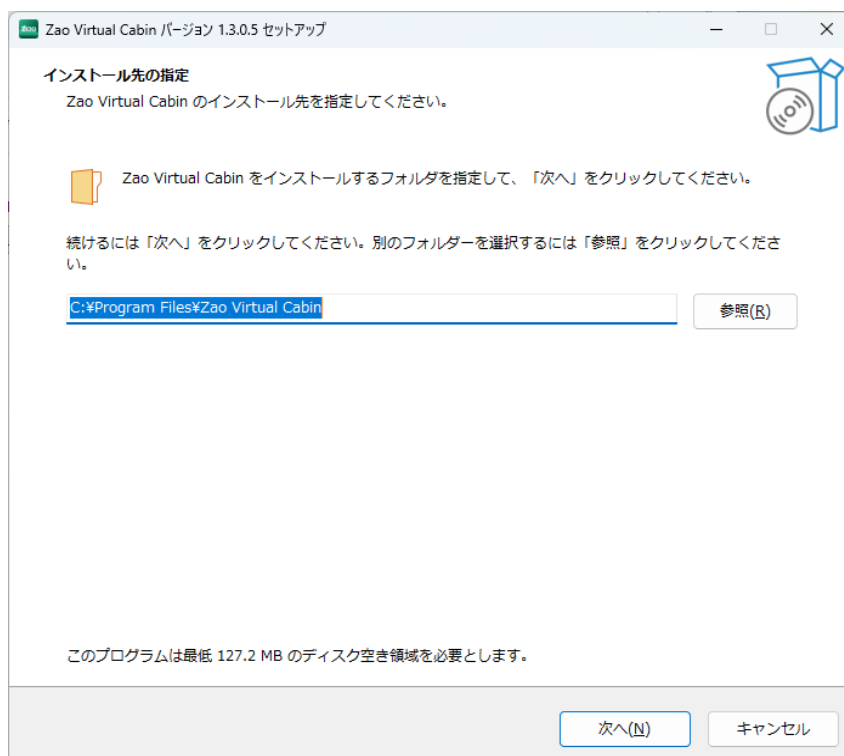 zao Zao Virtual Cabin バージョン 1.3.0.5 セットアップ
インストール先の指定
Zao Virtual Cabin のインストール先を指定してください。
Zao Virtual Cabin をインストールするフォルダを指定して、「次へ」をクリックしてください。
続けるには「次へ」をクリックしてください。別のフォルダーを選択するには「参照」をクリックしてくださ
い。
C:¥Program Files¥Zao Virtual Cabin
参照(R)
このプログラムは最低 127.2 MB のディスク空き領域を必要とします。
次へ(N)
キャンセル